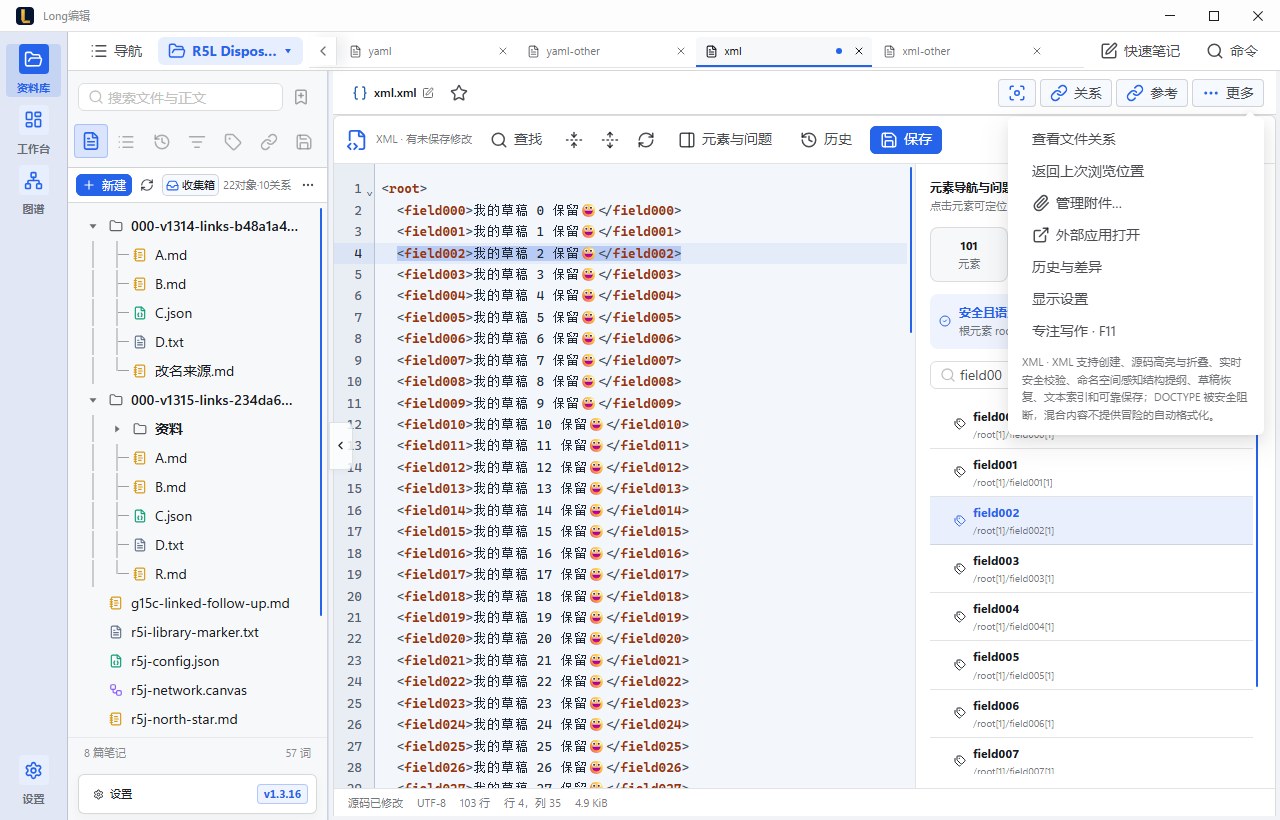 Long编辑
导航
R5L Dispos...
yaml
yaml-other
xml
xml-other
快速笔记
命令
资料库
工作台
图谱
设置
搜索文件与正文
新建
收集箱
22对象·10关系
000-v1314-links-b48a1a4...
A.md
B.md
C.json
D.txt
改名来源.md
000-v1315-links-234da6...
资料
A.md
B.md
C.json
D.txt
R.md
g15c-linked-follow-up.md
r5i-library-marker.txt
r5j-config.json
r5j-network.canvas
r5j-north-star.md
8 篇笔记
57 词
设置
v1.3.16
xml.xml
关系
参考
更多
XML · 有未保存修改
查找
元素与问题
历史
保存
1 <root>
2 <field000>我的草稿 0 保留😜</field000>
3 <field001>我的草稿 1 保留😜</field001>
4 <field002>我的草稿 2 保留😜</field002>
5 <field003>我的草稿 3 保留😜</field003>
6 <field004>我的草稿 4 保留😜</field004>
7 <field005>我的草稿 5 保留😜</field005>
8 <field006>我的草稿 6 保留😜</field006>
9 <field007>我的草稿 7 保留😜</field007>
10 <field008>我的草稿 8 保留😜</field008>
11 <field009>我的草稿 9 保留😜</field009>
12 <field010>我的草稿 10 保留😜</field010>
13 <field011>我的草稿 11 保留😜</field011>
14 <field012>我的草稿 12 保留😜</field012>
15 <field013>我的草稿 13 保留😜</field013>
16 <field014>我的草稿 14 保留😜</field014>
17 <field015>我的草稿 15 保留😜</field015>
18 <field016>我的草稿 16 保留😜</field016>
19 <field017>我的草稿 17 保留😜</field017>
20 <field018>我的草稿 18 保留😜</field018>
21 <field019>我的草稿 19 保留😜</field019>
22 <field020>我的草稿 20 保留😜</field020>
23 <field021>我的草稿 21 保留😜</field021>
24 <field022>我的草稿 22 保留😜</field022>
25 <field023>我的草稿 23 保留😜</field023>
26 <field024>我的草稿 24 保留😜</field024>
27 <field025>我的草稿 25 保留😜</field025>
28 <field026>我的草稿 26 保留😜</field026>
29 <field027>我的草稿 27 保留😜</field027>
元素导航与问
点击元素可定位
101
元素
安全且语
根元素 roo
field00
field00
/root[1]/field000[1]
field001
/root[1]/field001[1]
field002
/root[1]/field002[1]
field003
/root[1]/field003[1]
field004
/root[1]/field004[1]
field005
/root[1]/field005[1]
field006
/root[1]/field006[1]
field007
/root[1]/field007[1]
查看文件关系
返回上次浏览位置
管理附件...
外部应用打开
历史与差异
显示设置
专注写作 · F11
XML · XML 支持创建、源码高亮与折叠、实时
安全校验、命名空间感知结构提纲、草稿恢
复、文本索引和可靠保存；DOCTYPE 被安全阻
断，混合内容不提供冒险的自动格式化。
源码已修改
UTF-8
103 行
行 4，列 35
4.9 KiB